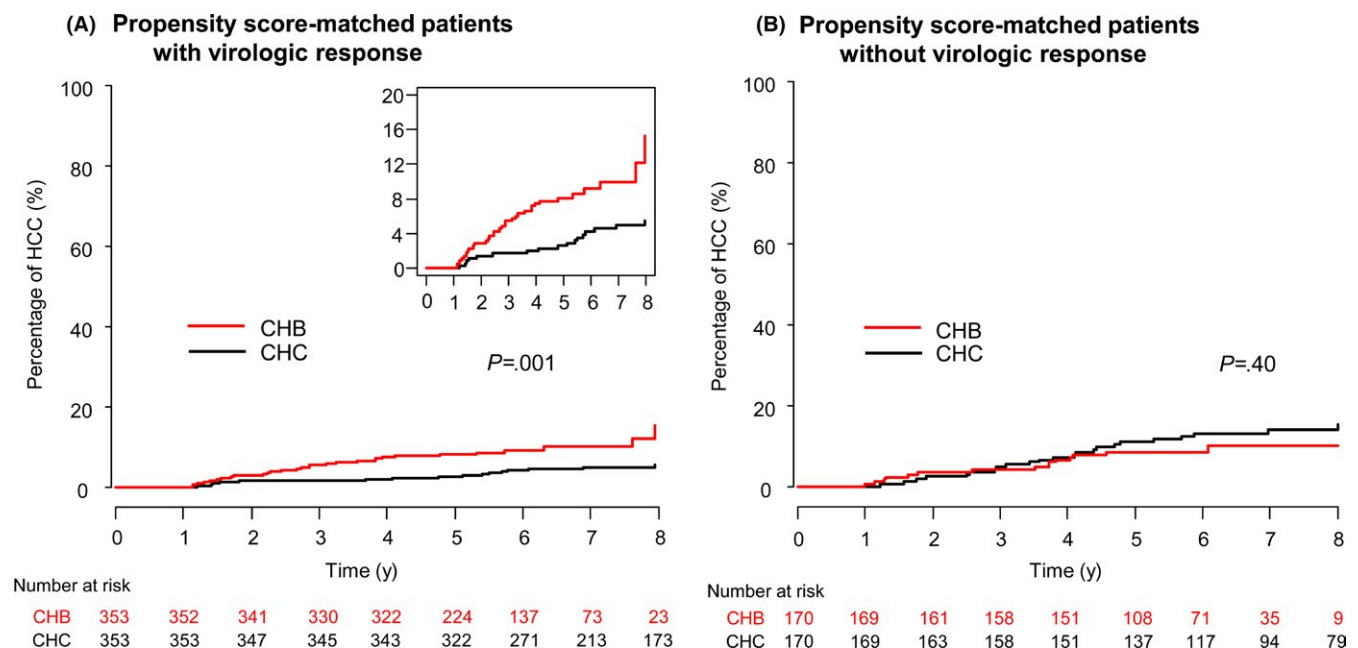 (A) Propensity score-matched patients
with virologic response
100
80
60
40
20
0
Percentage of HCC (%)
20
16
12
8
4
0
0 1 2 3 4 5 6 7 8
CHB
CHC
P=.001
0 1 2 3 4 5 6 7 8
Time (y)
Number at risk
CHB 353 352 341 330 322 224 137 73 23
CHC 353 353 347 345 343 322 271 213 173
(B) Propensity score-matched patients
without virologic response
100
80
60
40
20
0
Percentage of HCC (%)
CHB
CHC
P=.40
0 1 2 3 4 5 6 7 8
Time (y)
Number at risk
CHB 170 169 161 158 151 108 71 35 9
CHC 170 169 163 158 151 137 117 94 79